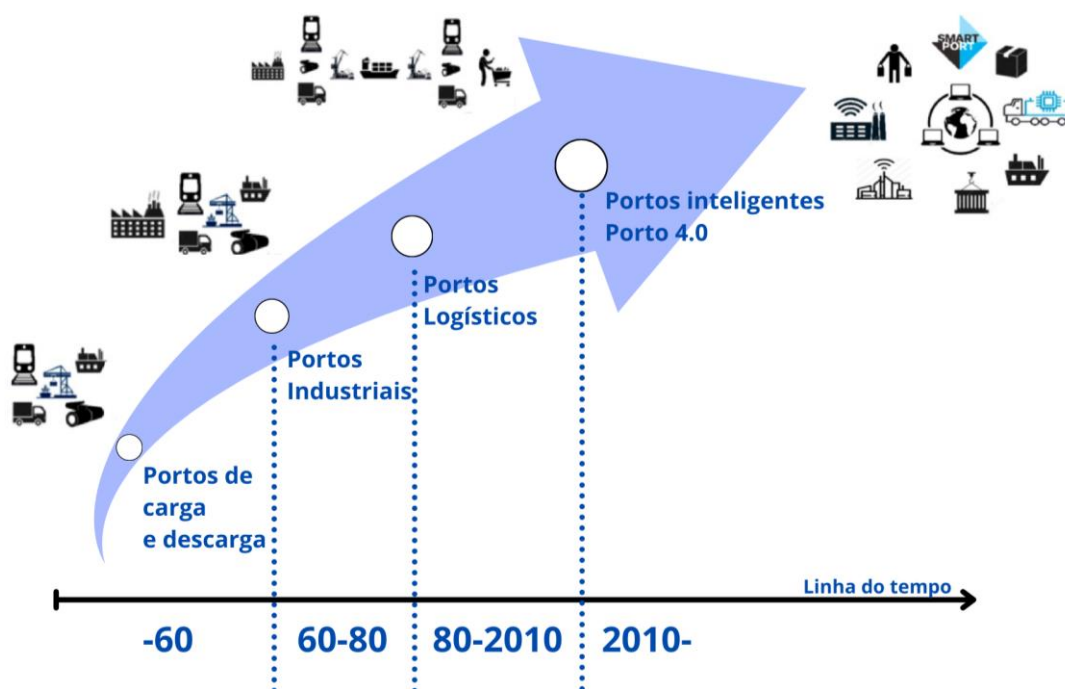 SMART
PORT
Portos inteligentes
Porto 4.0
Portos
Logísticos
Portos
Industriais
Portos de
carga
e descarga
Linha do tempo
-60
60-80
80-2010
2010-